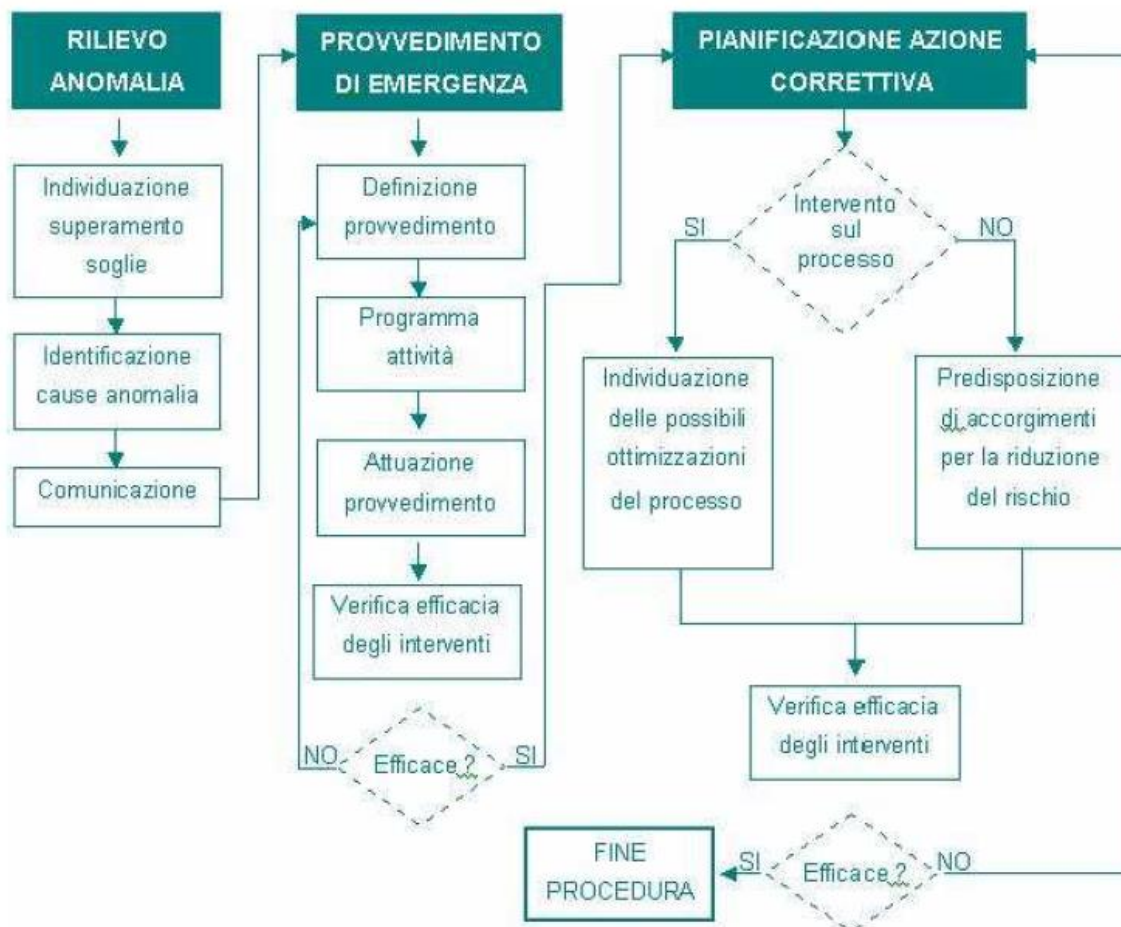 RILIEVO
ANOMALIA
Individuazione
superamento
soglie
Identificazione
cause anomalia
Comunicazione
PROVVEDIMENTO
DI EMERGENZA
Definizione
provvedimento
Programma
attività
Attuazione
provvedimento
Verifica efficacia
degli interventi
NO
Efficace ?
SI
PIANIFICAZIONE AZIONE
CORRETTIVA
Intervento
sul
processo
SI
NO
Individuazione
delle possibili
ottimizzazioni
del processo
Predisposizione
di accorgimenti
per la riduzione
del rischio
Verifica efficacia
degli interventi
Efficace ?
SI
NO
FINE
PROCEDURA